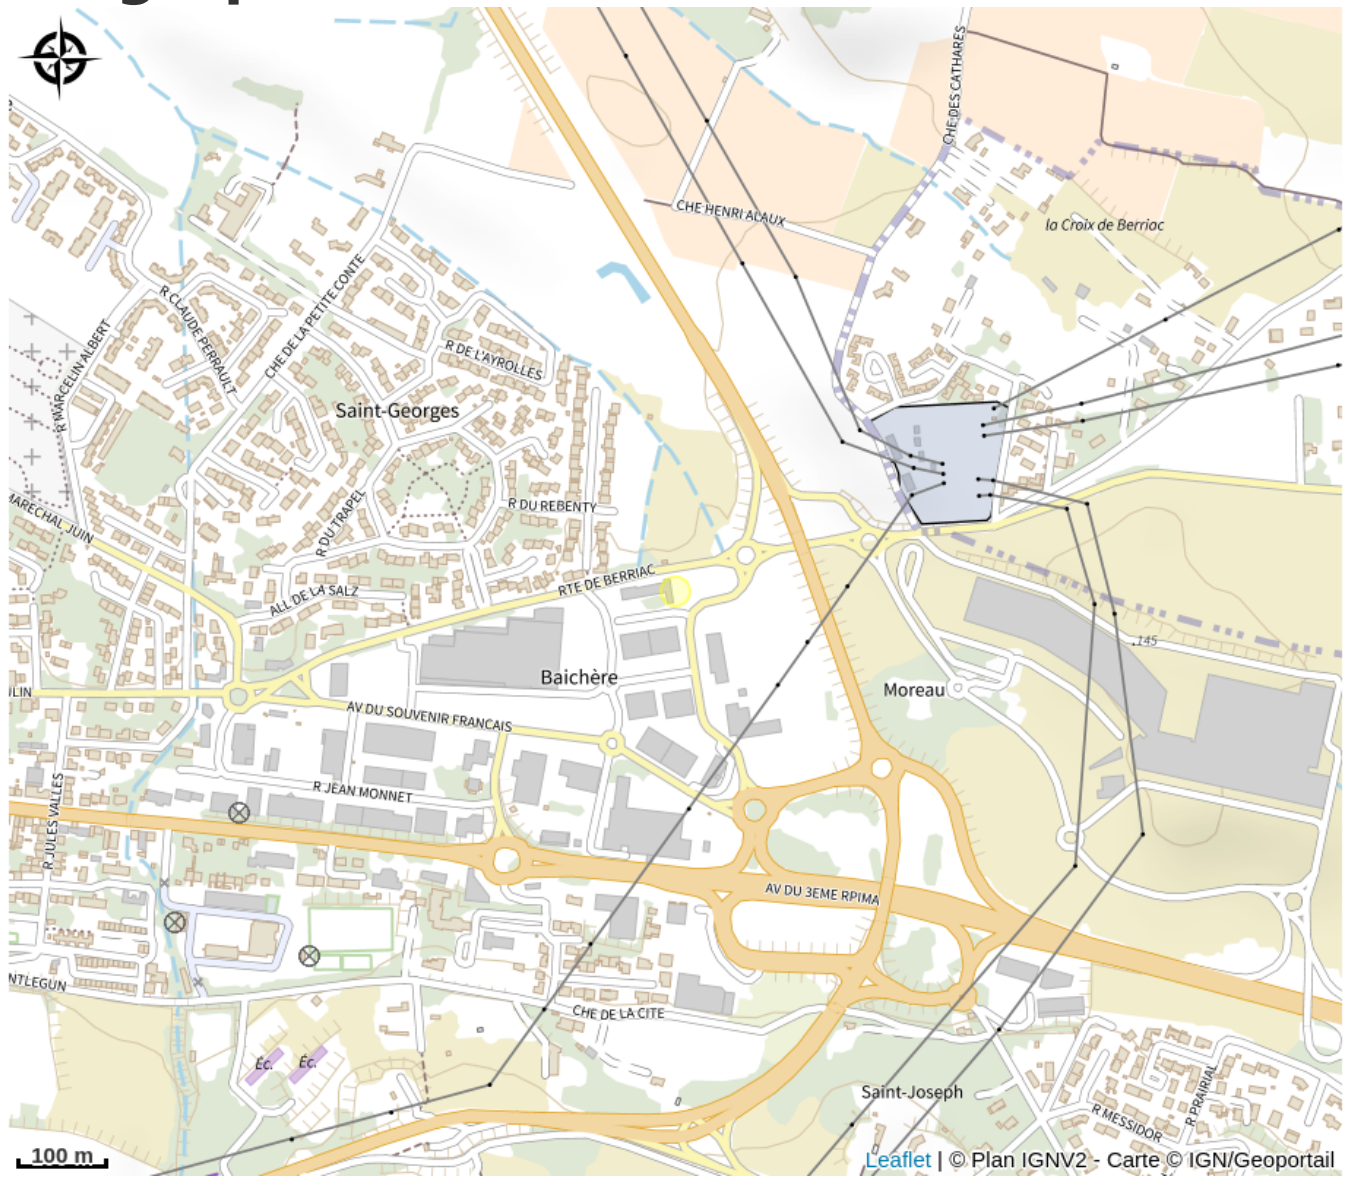 CHE DES CATHARES
CHE HENRI ALAUX
la Croix de Berriac
R CLAUDE PERRAULT
CHE DE LA PETITE CONTE
R MARCELIN ALBERT
R DE L'AYROLLES
Saint-Georges
MARECHAL JUIN
R DU TRAPEL
R DU REBENTY
RTE DE BERRIAC
ALL DE LA SALZ
145
Baichère
Moreau
AV DU SOUVENIR FRANCAIS
R JEAN MONNET
R JULES VALLES
AV DU 3EME RPIMA
NTLEGUN
CHE DE LA CITE
Éc.
Éc.
Saint-Joseph
R PRAIRIAL
R MESSIDOR
100 m
Leaflet | © Plan IGNV2 - Carte © IGN/Geoportail